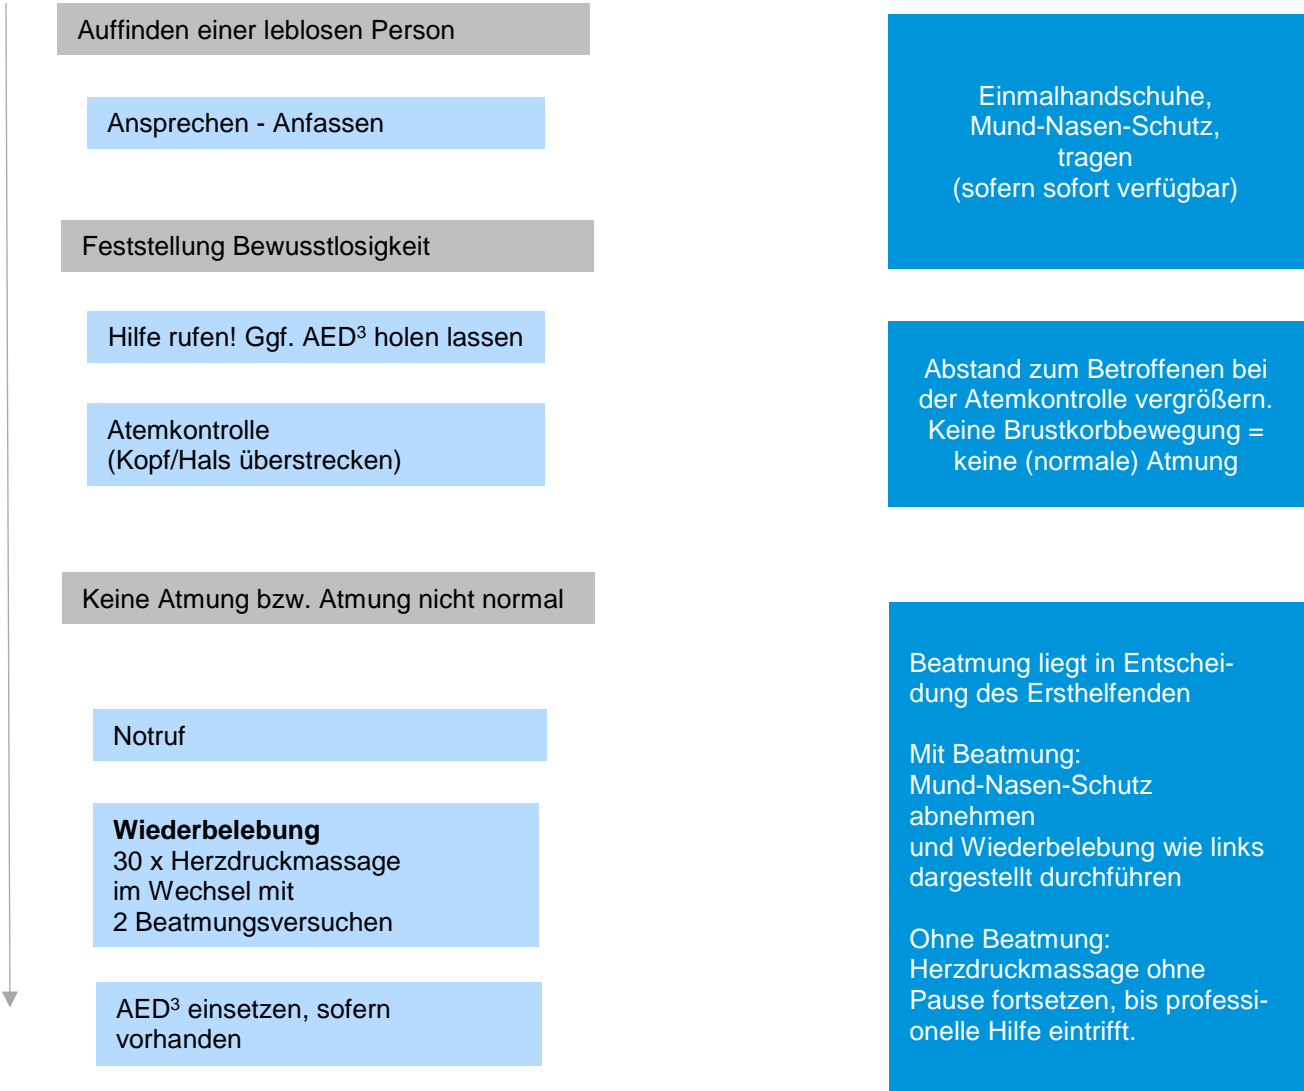 Auffinden einer leblosen Person
Ansprechen - Anfassen
Feststellung Bewusstlosigkeit
Hilfe rufen! Ggf. AED³ holen lassen
Atemkontrolle
(Kopf/Hals überstrecken)
Keine Atmung bzw. Atmung nicht normal
Notruf
Wiederbelebung
30 x Herzdruckmassage
im Wechsel mit
2 Beatmungsversuchen
AED³ einsetzen, sofern
vorhanden
Einmalhandschuhe,
Mund-Nasen-Schutz,
tragen
(sofern sofort verfügbar)
Abstand zum Betroffenen bei
der Atemkontrolle vergrößern.
Keine Brustkorbbewegung =
keine (normale) Atmung
Beatmung liegt in Entschei-
dung des Ersthelfenden
Mit Beatmung:
Mund-Nasen-Schutz
abnehmen
und Wiederbelebung wie links
dargestellt durchführen
Ohne Beatmung:
Herzdruckmassage ohne
Pause fortsetzen, bis professi-
onelle Hilfe eintrifft.